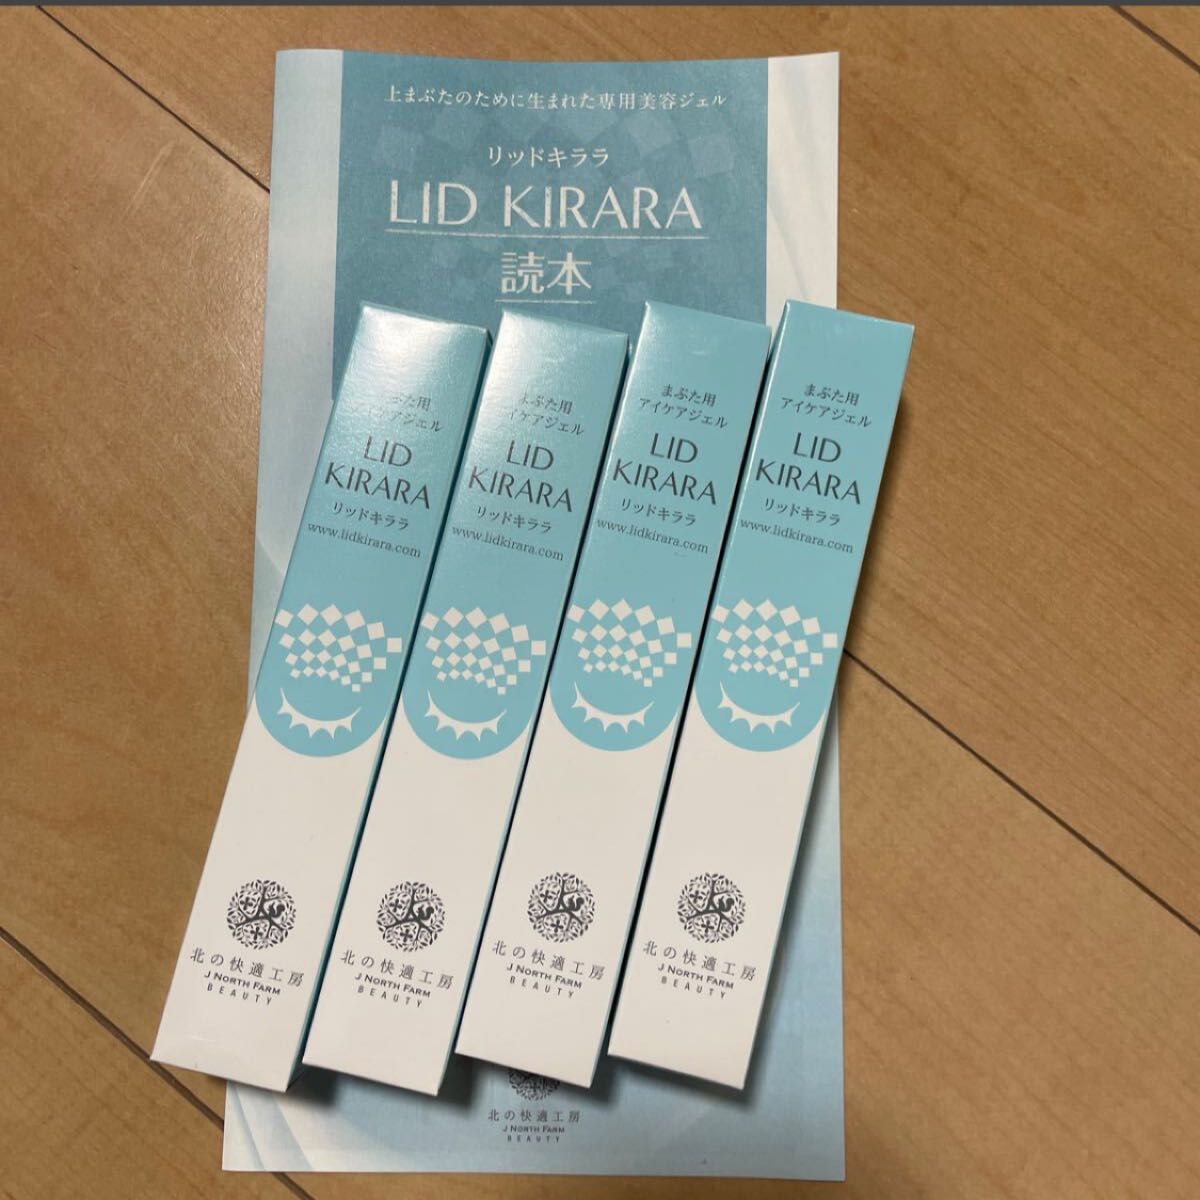 上まぶたのために生まれた専用美容ジェル
リッドキララ
LID KIRARA
読本
ぶた用
アイケアジェル
LID
KIRARA
リッドキララ
www.lidkirara.com
北の快適工房
J NORTH FARM
BEAUTY
まぶた用
アイケアジェル
LID
KIRARA
リッドキララ
www.lidkirara.com
北の快適工房
J NORTH FARM
BEAUTY
まぶた用
アイケアジェル
LID
KIRARA
リッドキララ
www.lidkirara.com
北の快適工房
J NORTH FARM
BEAUTY
まぶた用
アイケアジェル
LID
KIRARA
リッドキララ
www.lidkirara.com
北の快適工房
J NORTH FARM
BEAUTY
北の快適工房
J NORTH FARM
BEAUTY